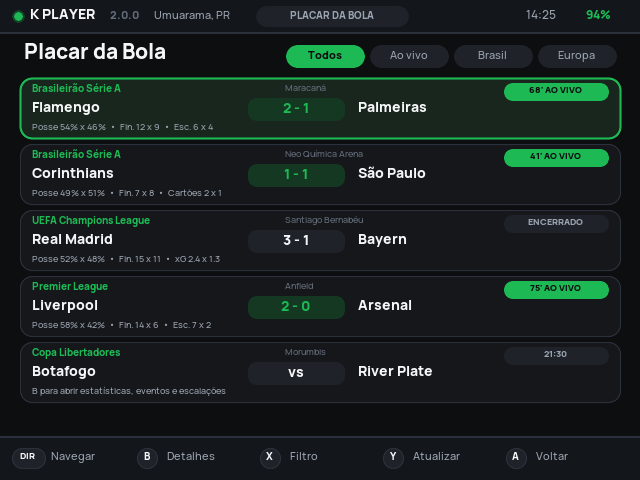 K PLAYER 2.0.0 Umuarama, PR PLACAR DA BOLA 14:25 94%
Placar da Bola Todos Ao vivo Brasil Europa
Brasileirão Série A Maracanã 68' AO VIVO
Flamengo 2 - 1 Palmeiras
Posse 54% x 46% • Fin. 12 x 9 • Esc. 6 x 4
Brasileirão Série A Neo Química Arena 41' AO VIVO
Corinthians 1 - 1 São Paulo
Posse 49% x 51% • Fin. 7 x 8 • Cartões 2 x 1
UEFA Champions League Santiago Bernabéu ENCERRADO
Real Madrid 3 - 1 Bayern
Posse 52% x 48% • Fin. 15 x 11 • xG 2.4 x 1.3
Premier League Anfield 75' AO VIVO
Liverpool 2 - 0 Arsenal
Posse 58% x 42% • Fin. 14 x 6 • Esc. 7 x 2
Copa Libertadores Morumbis 21:30
Botafogo vs River Plate
B para abrir estatísticas, eventos e escalações
DIR Navegar B Detalhes X Filtro Y Atualizar A Voltar